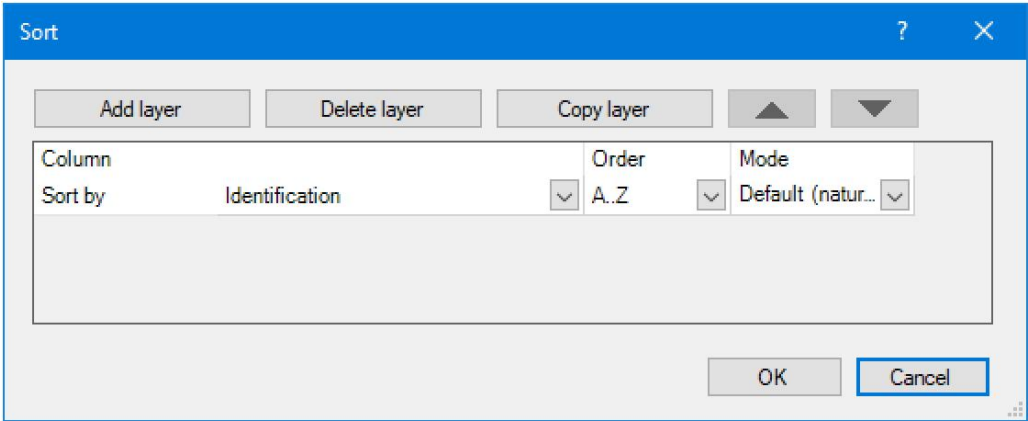 Sort ?
Add layer Delete layer Copy layer
Column Order Mode
Sort by Identification A..Z Default (natur...
OK Cancel